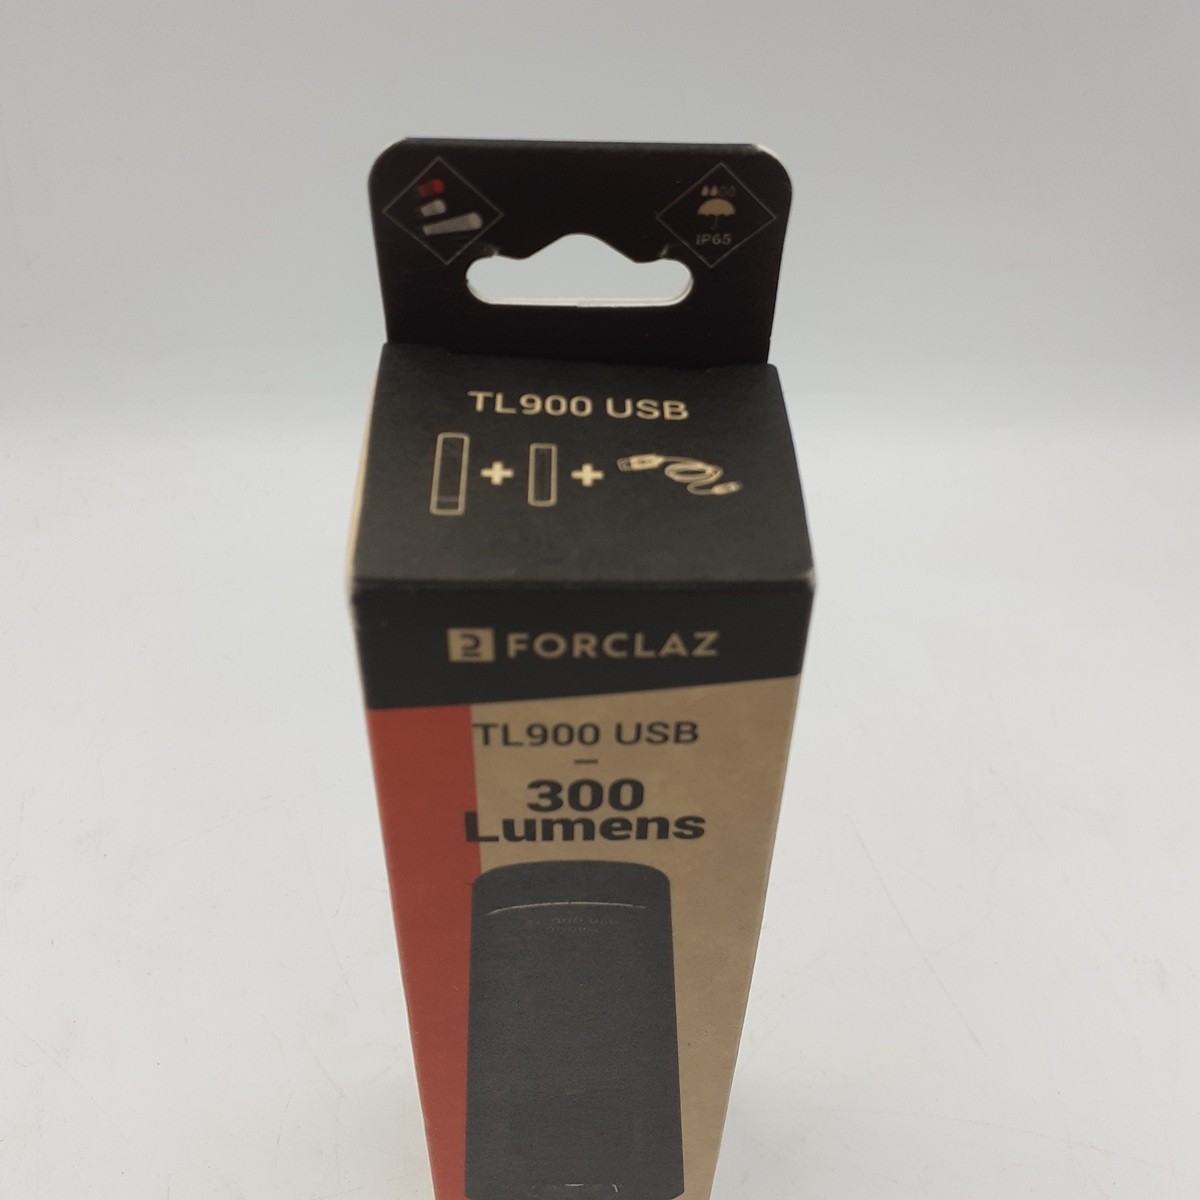 IP65
TL900 USB
+ +
FORCLAZ
TL900 USB
–
300
Lumens